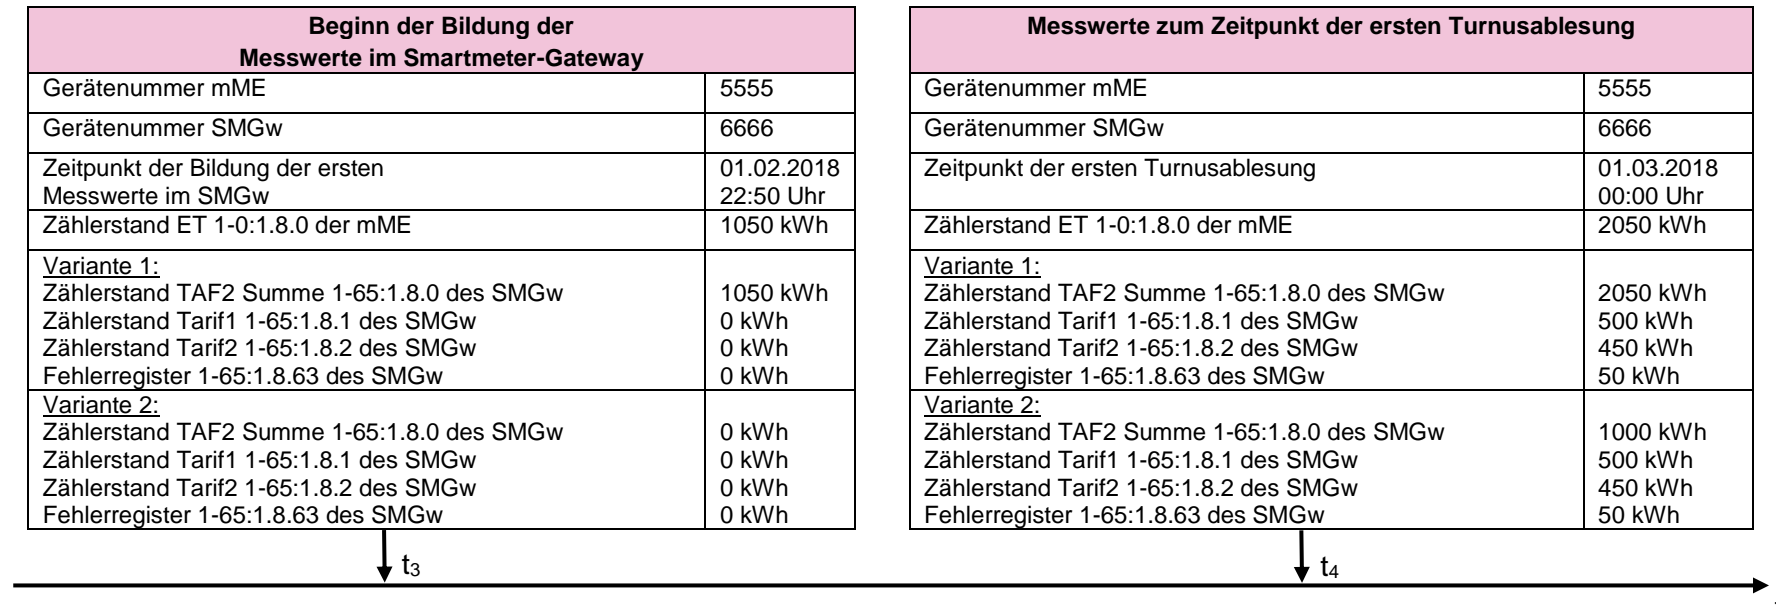 Beginn der Bildung der
Messwerte im Smartmeter-Gateway
Gerätenummer mME 5555
Gerätenummer SMGw 6666
Zeitpunkt der Bildung der ersten 01.02.2018
Messwerte im SMGw 22:50 Uhr
Zählerstand ET 1-0:1.8.0 der mME 1050 kWh
Variante 1:
Zählerstand TAF2 Summe 1-65:1.8.0 des SMGw 1050 kWh
Zählerstand Tarif1 1-65:1.8.1 des SMGw 0 kWh
Zählerstand Tarif2 1-65:1.8.2 des SMGw 0 kWh
Fehlerregister 1-65:1.8.63 des SMGw 0 kWh
Variante 2:
Zählerstand TAF2 Summe 1-65:1.8.0 des SMGw 0 kWh
Zählerstand Tarif1 1-65:1.8.1 des SMGw 0 kWh
Zählerstand Tarif2 1-65:1.8.2 des SMGw 0 kWh
Fehlerregister 1-65:1.8.63 des SMGw 0 kWh
t3
Messwerte zum Zeitpunkt der ersten Turnusablesung
Gerätenummer mME 5555
Gerätenummer SMGw 6666
Zeitpunkt der ersten Turnusablesung 01.03.2018
00:00 Uhr
Zählerstand ET 1-0:1.8.0 der mME 2050 kWh
Variante 1:
Zählerstand TAF2 Summe 1-65:1.8.0 des SMGw 2050 kWh
Zählerstand Tarif1 1-65:1.8.1 des SMGw 500 kWh
Zählerstand Tarif2 1-65:1.8.2 des SMGw 450 kWh
Fehlerregister 1-65:1.8.63 des SMGw 50 kWh
Variante 2:
Zählerstand TAF2 Summe 1-65:1.8.0 des SMGw 1000 kWh
Zählerstand Tarif1 1-65:1.8.1 des SMGw 500 kWh
Zählerstand Tarif2 1-65:1.8.2 des SMGw 450 kWh
Fehlerregister 1-65:1.8.63 des SMGw 50 kWh
t4